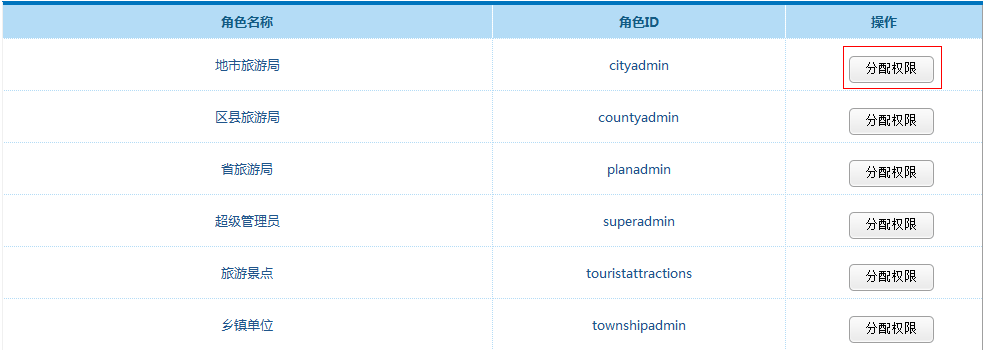 角色名称 角色ID 操作
地市旅游局 cityadmin 分配权限
区县旅游局 countyadmin 分配权限
省旅游局 planadmin 分配权限
超级管理员 superadmin 分配权限
旅游景点 touristattractions 分配权限
乡镇单位 townshipadmin 分配权限